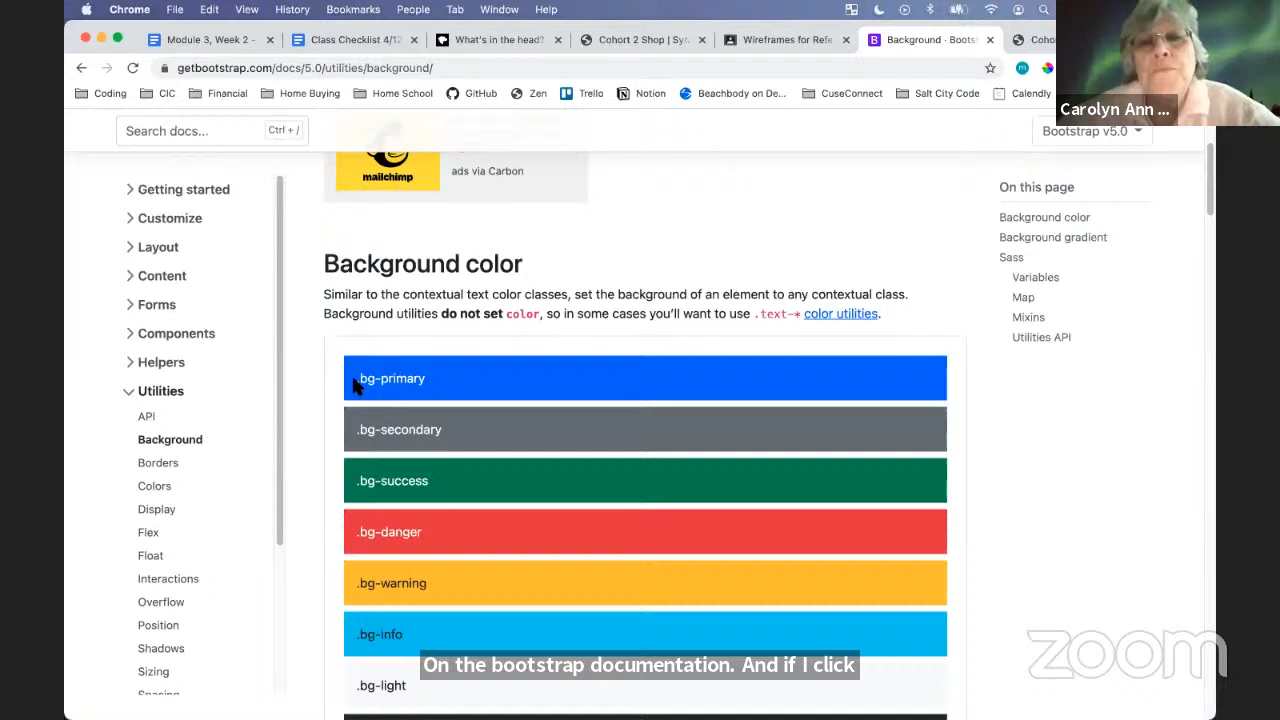 Chrome File Edit View History Bookmarks People Tab Window Help
Module 3, Week 2 -
Class Checklist 4/12
What's in the head?
Cohort 2 Shop | Syr
Wireframes for Refe
Background · Boots
Coho
getbootstrap.com/docs/5.0/utilities/background/
Coding CIC Financial Home Buying Home School GitHub Zen Trello Notion Beachbody on De... CuseConnect Salt City Code Calendly
Carolyn Ann ...
Search docs... Ctrl + /
Bootstrap v5.0
mailchimp
ads via Carbon
Getting started
Customize
Layout
Content
Forms
Components
Helpers
Utilities
API
Background
Borders
Colors
Display
Flex
Float
Interactions
Overflow
Position
Shadows
Sizing
Spacing
Background color
Similar to the contextual text color classes, set the background of an element to any contextual class.
Background utilities do not set color, so in some cases you'll want to use .text-* color utilities.
.bg-primary
.bg-secondary
.bg-success
.bg-danger
.bg-warning
.bg-info
.bg-light
On this page
Background color
Background gradient
Sass
Variables
Map
Mixins
Utilities API
On the bootstrap documentation. And if I click
zoom